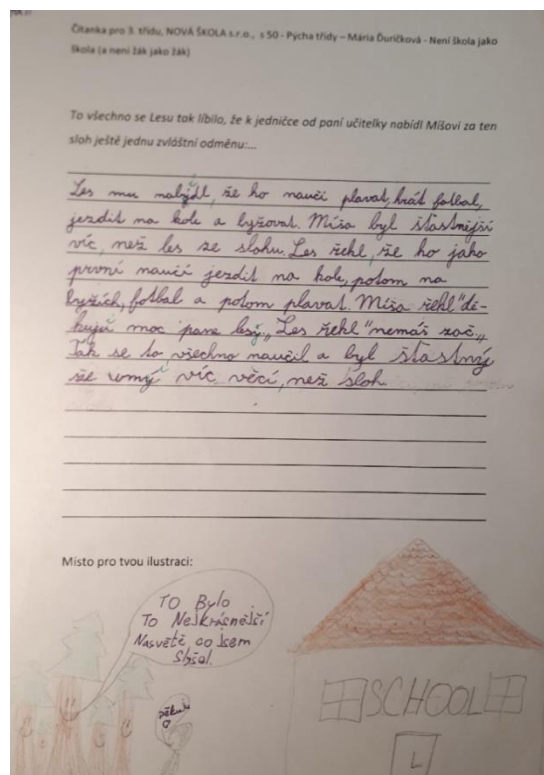 Čítanka pro 3. třídu, NOVÁ ŠKOLA s.r.o., s 50 - Pýcha třídy – Mária Ďuríčková - Není škola jako
škola (a není žák jako žák)
To všechno se Lesu tak líbilo, že k jedničce od paní učitelky nabídl Míšovi za ten
sloh ještě jednu zvláštní odměnu:...
Les mu nabýdl, že ho naučí plavat, hrát fotbal,
jezdit na kole a lyžovat. Míša byl šťastnější
víc, než les ze slohu. Les řekl, že ho jako
první naučí jezdit na kole, potom na
lyžích, fotbal a potom plavat. Míša řekl "dě-
kuju moc pane lesy„ Les řekl "nemáš zač„
Tak se to všechno naučil a byl šťastný
že umý víc věcí, než sloh.
Místo pro tvou ilustraci:
TO Bylo
To Nejkrásnější
Nasvětě co jsem
Slyšel.
Děkuji
SCHOOL